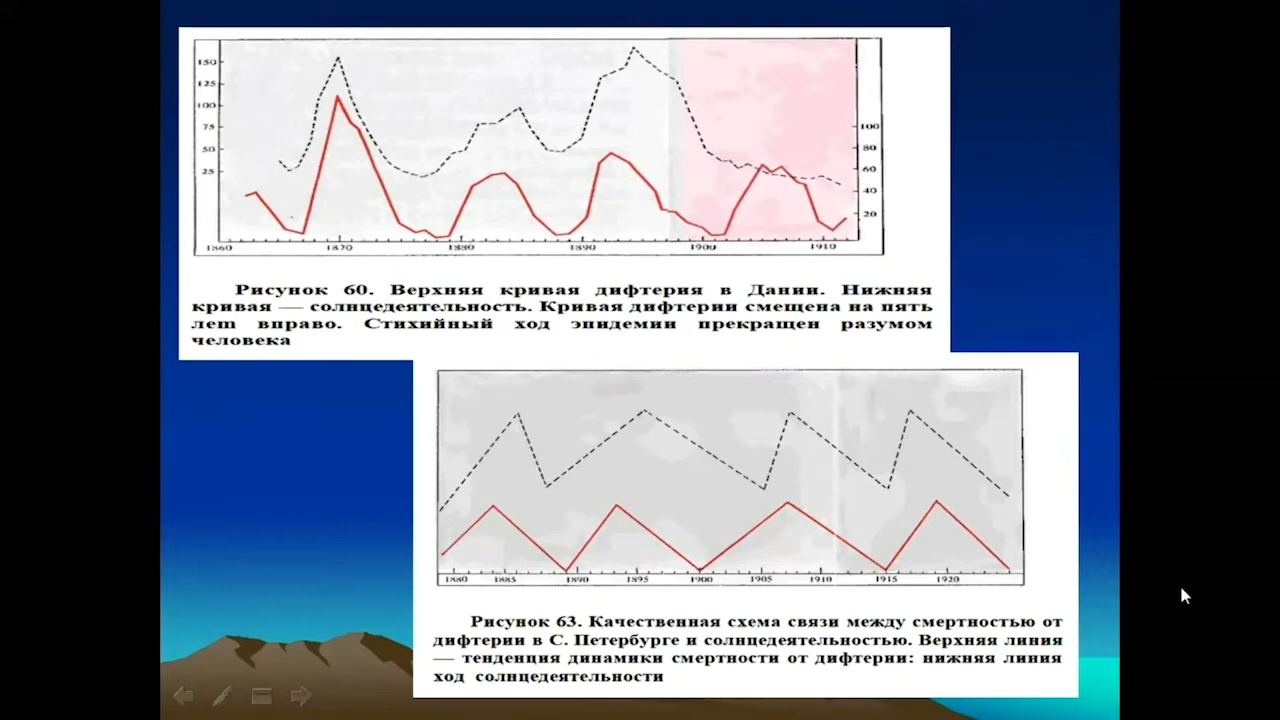 150
125
100
75
50
25
100
80
60
40
20
1860 1870 1880 1890 1900 1910
Рисунок 60. Верхняя кривая дифтерия в Дании. Нижняя
кривая — солнцедеятельность. Кривая дифтерии смещена на пять
лет вправо. Стихийный ход эпидемии прекращен разумом
человека
1880 1885 1890 1895 1900 1905 1910 1915 1920
Рисунок 63. Качественная схема связи между смертностью от
дифтерии в С. Петербурге и солнцедеятельностью. Верхняя линия
— тенденция динамики смертности от дифтерии: нижняя линия
ход солнцедеятельности